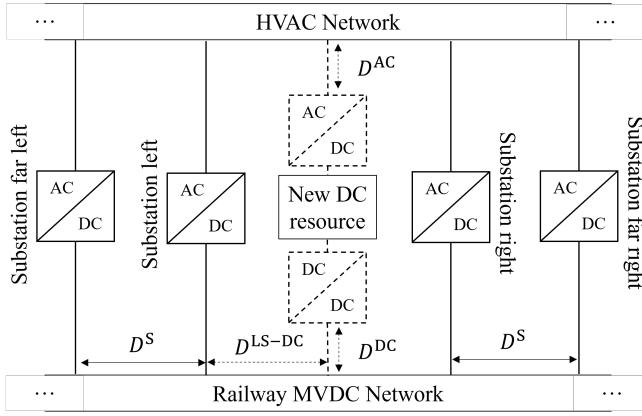 … HVAC Network …
D^AC
AC
DC
Substation far left
AC
DC
Substation left
AC
DC
New DC
resource
AC
DC
Substation right
AC
DC
Substation far right
DC
DC
D^S
D^LS−DC
D^DC
D^S
… Railway MVDC Network …